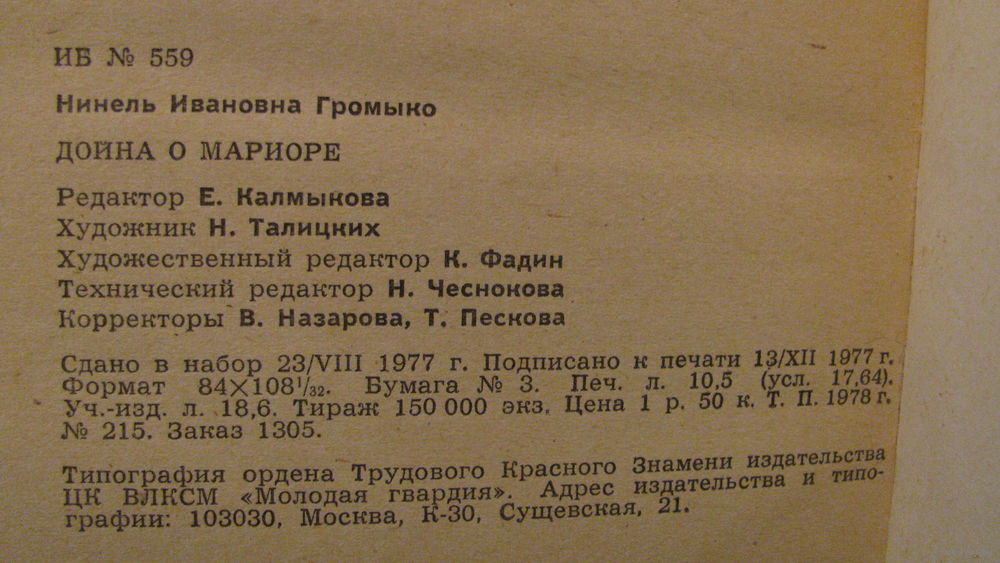 ИБ № 559
Нинель Ивановна Громыко
ДОЙНА О МАРИОРЕ
Редактор Е. Калмыкова
Художник Н. Талицких
Художественный редактор К. Фадин
Технический редактор Н. Чеснокова
Корректоры В. Назарова, Т. Пескова
Сдано в набор 23/VIII 1977 г. Подписано к печати 13/XII 1977 г.
Формат 84×108¹/₃₂. Бумага № 3. Печ. л. 10,5 (усл. 17,64).
Уч.-изд. л. 18,6. Тираж 150 000 экз. Цена 1 р. 50 к. Т. П. 1978 г.
№ 215. Заказ 1305.
Типография ордена Трудового Красного Знамени издательства
ЦК ВЛКСМ «Молодая гвардия». Адрес издательства и типо-
графии: 103030, Москва, К-30, Сущевская, 21.